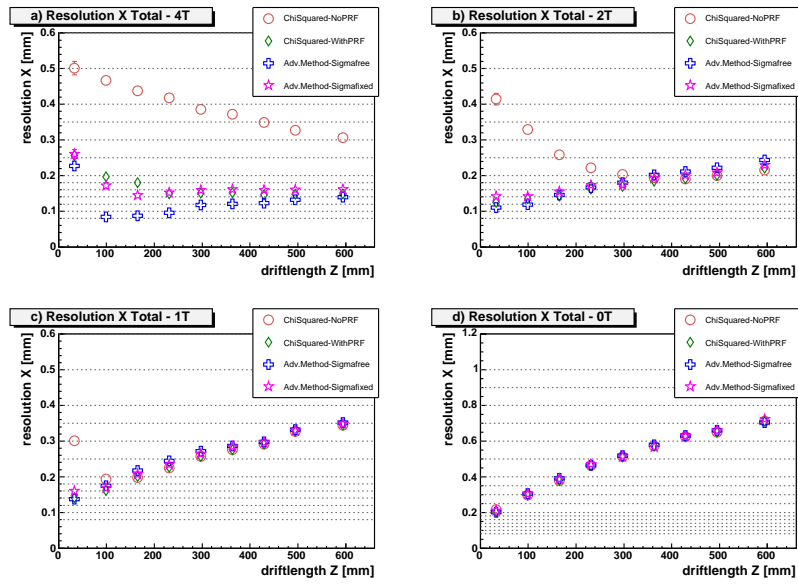 a) Resolution X Total - 4T
resolution X [mm]
0.6
0.5
0.4
0.3
0.2
0.1
0
0 100 200 300 400 500 600
driftlength Z [mm]
ChiSquared-NoPRF
ChiSquared-WithPRF
Adv.Method-Sigmafree
Adv.Method-Sigmafixed
b) Resolution X Total - 2T
resolution X [mm]
0.6
0.5
0.4
0.3
0.2
0.1
0
0 100 200 300 400 500 600
driftlength Z [mm]
ChiSquared-NoPRF
ChiSquared-WithPRF
Adv.Method-Sigmafree
Adv.Method-Sigmafixed
c) Resolution X Total - 1T
resolution X [mm]
0.6
0.5
0.4
0.3
0.2
0.1
0
0 100 200 300 400 500 600
driftlength Z [mm]
ChiSquared-NoPRF
ChiSquared-WithPRF
Adv.Method-Sigmafree
Adv.Method-Sigmafixed
d) Resolution X Total - 0T
resolution X [mm]
1.2
1
0.8
0.6
0.4
0.2
0
0 100 200 300 400 500 600
driftlength Z [mm]
ChiSquared-NoPRF
ChiSquared-WithPRF
Adv.Method-Sigmafree
Adv.Method-Sigmafixed